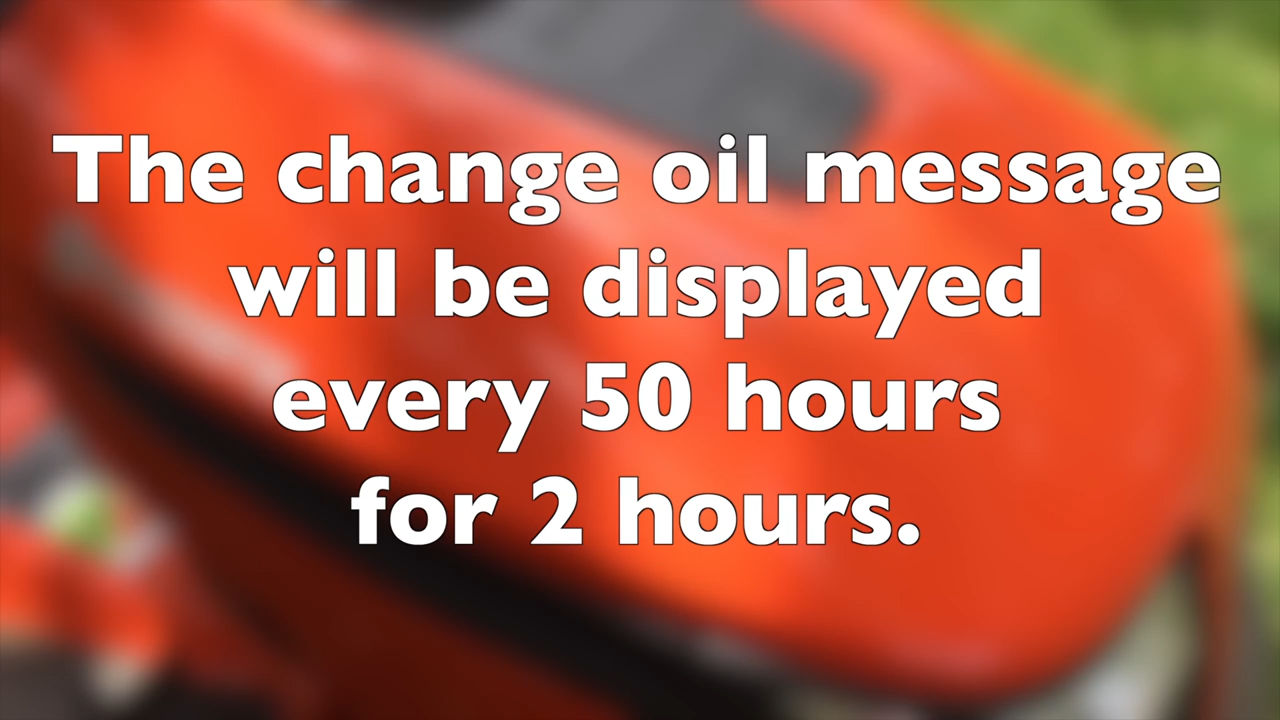 The change oil message
will be displayed
every 50 hours
for 2 hours.